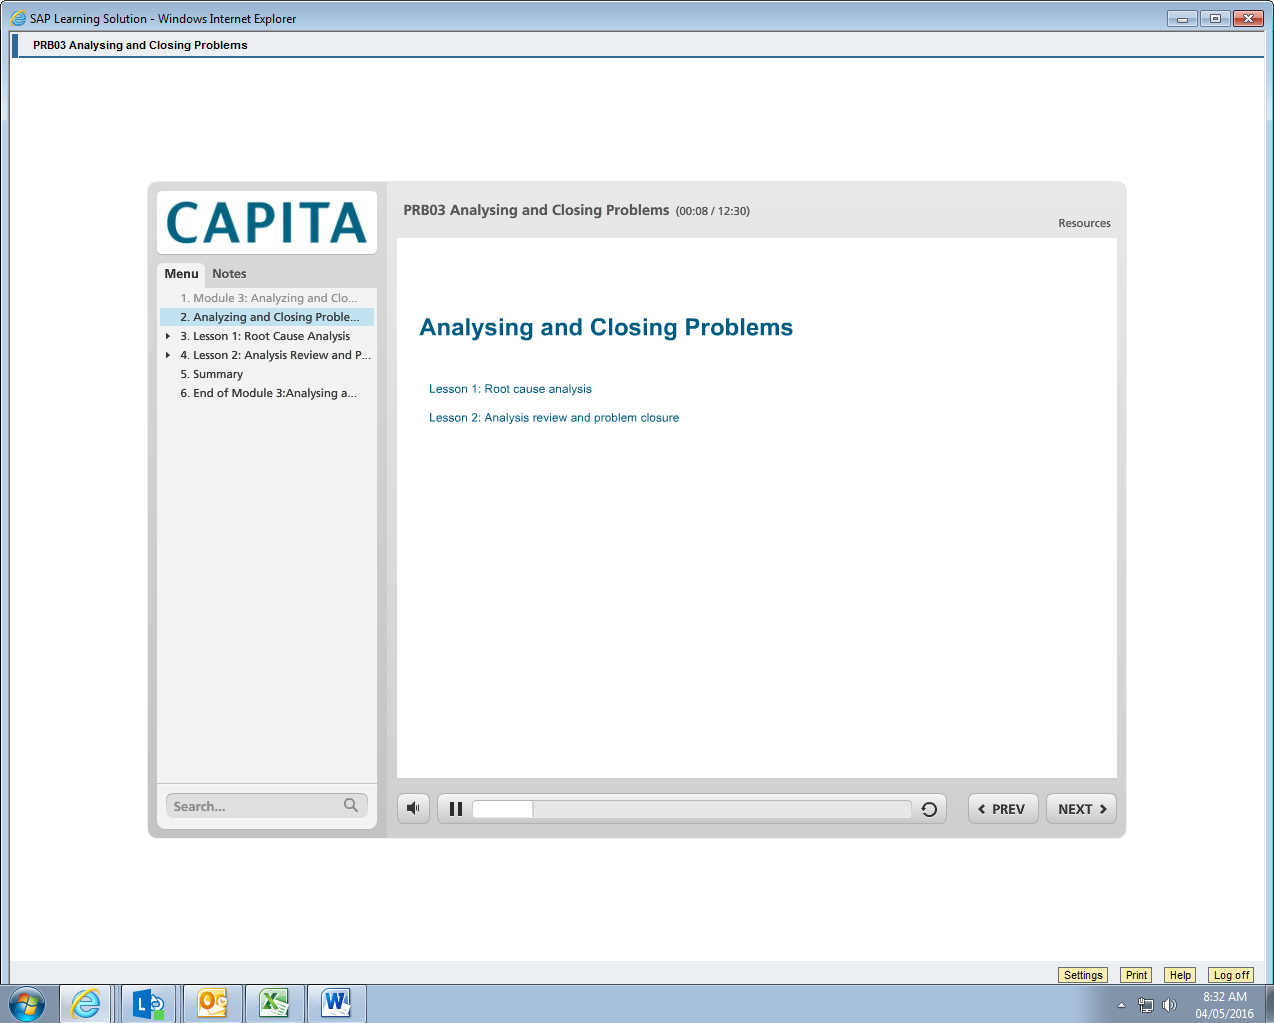 SAP Learning Solution - Windows Internet Explorer
PRB03 Analysing and Closing Problems
CAPITA
PRB03 Analysing and Closing Problems (00:08 / 12:30)
Resources
Menu Notes
1. Module 3: Analyzing and Clo...
2. Analyzing and Closing Proble...
3. Lesson 1: Root Cause Analysis
4. Lesson 2: Analysis Review and P...
5. Summary
6. End of Module 3:Analysing a...
Analysing and Closing Problems
Lesson 1: Root cause analysis
Lesson 2: Analysis review and problem closure
Search...
PREV
NEXT
Settings Print Help Log off
8:32 AM
04/05/2016